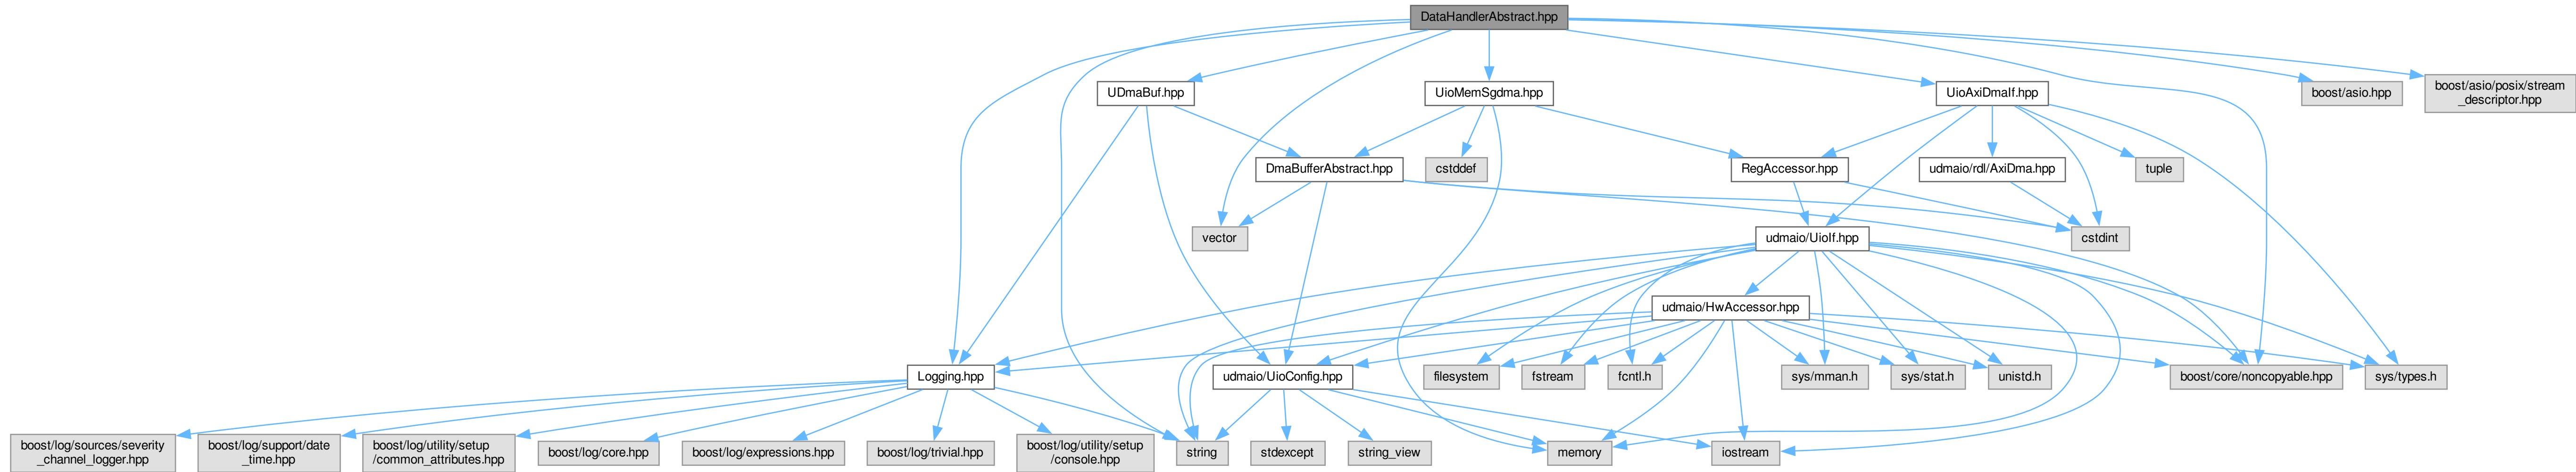 DataHandlerAbstract.hpp
UDmaBuf.hpp
UioMemSgdma.hpp
UioAxiDmaIf.hpp
boost/asio.hpp
boost/asio/posix/stream
_descriptor.hpp
DmaBufferAbstract.hpp
cstddef
RegAccessor.hpp
udmaio/rdl/AxiDma.hpp
tuple
vector
udmaio/UioIf.hpp
cstdint
udmaio/HwAccessor.hpp
Logging.hpp
udmaio/UioConfig.hpp
filesystem
fstream
fcntl.h
sys/mman.h
sys/stat.h
unistd.h
boost/core/noncopyable.hpp
sys/types.h
boost/log/sources/severity
_channel_logger.hpp
boost/log/support/date
_time.hpp
boost/log/utility/setup
/common_attributes.hpp
boost/log/core.hpp
boost/log/expressions.hpp
boost/log/trivial.hpp
boost/log/utility/setup
/console.hpp
string
stdexcept
string_view
memory
iostream